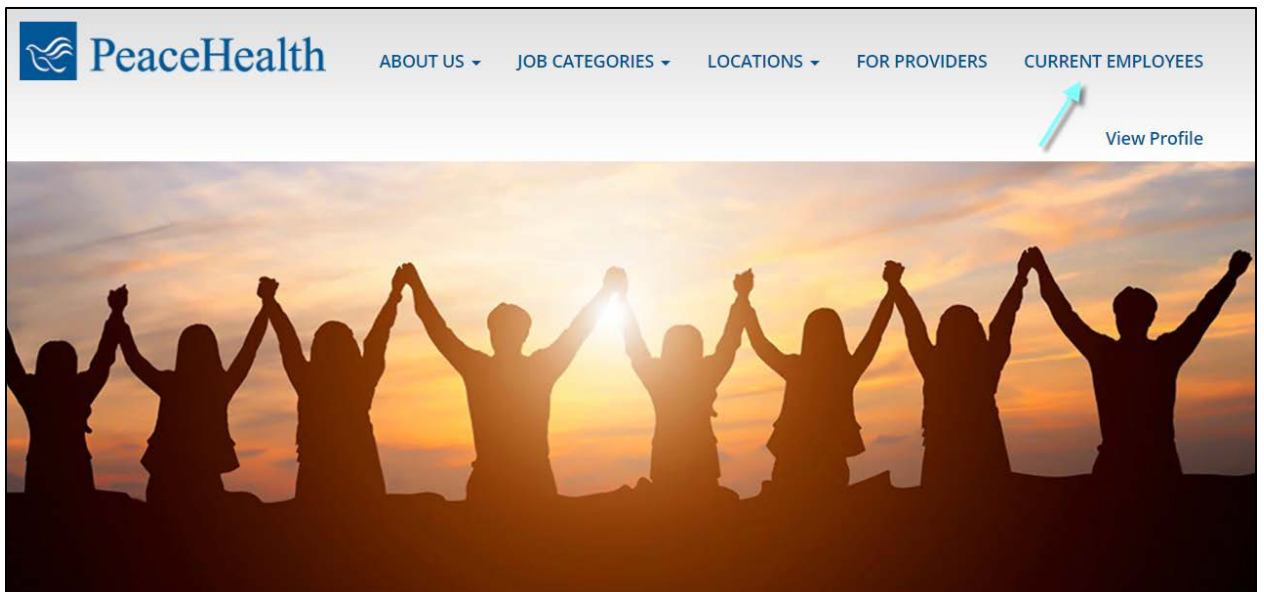 PeaceHealth
ABOUT US JOB CATEGORIES LOCATIONS FOR PROVIDERS CURRENT EMPLOYEES
View Profile